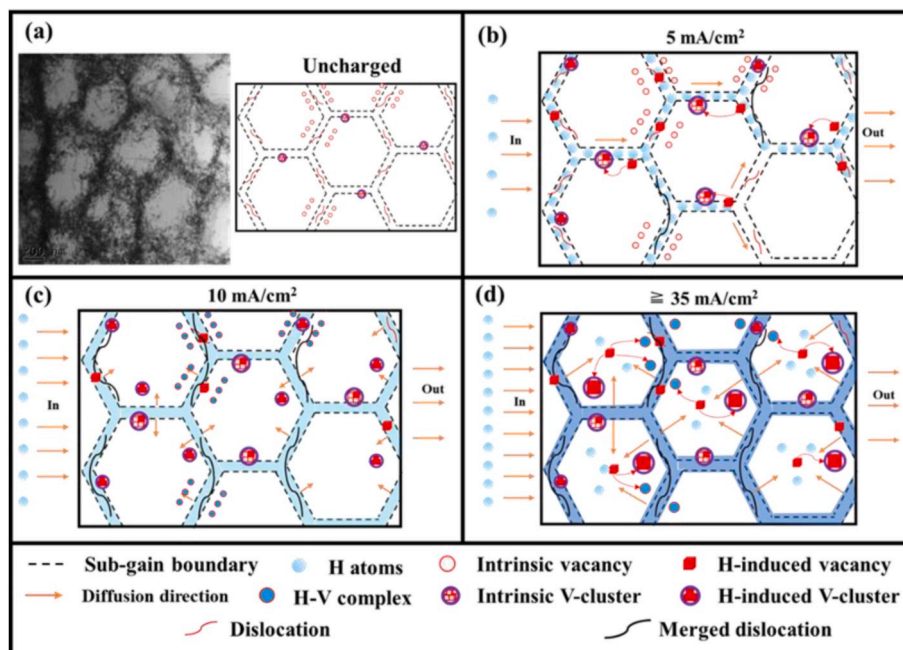 (a)
Uncharged
(b)
5 mA/cm²
In
Out
(c)
10 mA/cm²
In
Out
(d)
≧ 35 mA/cm²
In
Out
Sub-gain boundary
H atoms
Intrinsic vacancy
H-induced vacancy
Diffusion direction
H-V complex
Intrinsic V-cluster
H-induced V-cluster
Dislocation
Merged dislocation